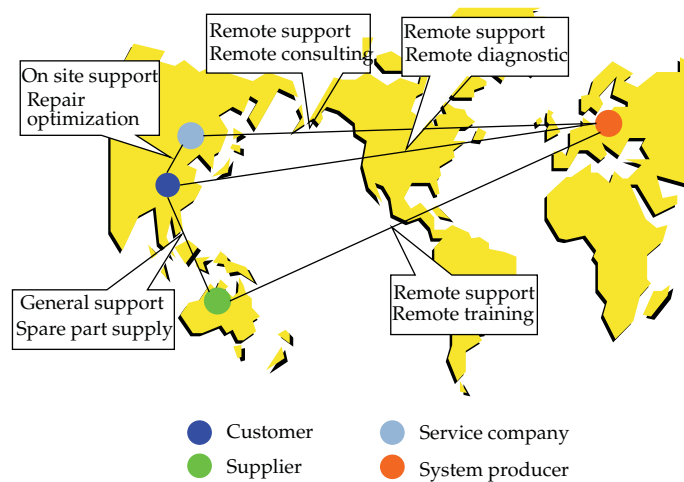 Remote support
Remote consulting
Remote support
Remote diagnostic
On site support
Repair
optimization
General support
Spare part supply
Remote support
Remote training
Customer
Service company
Supplier
System producer